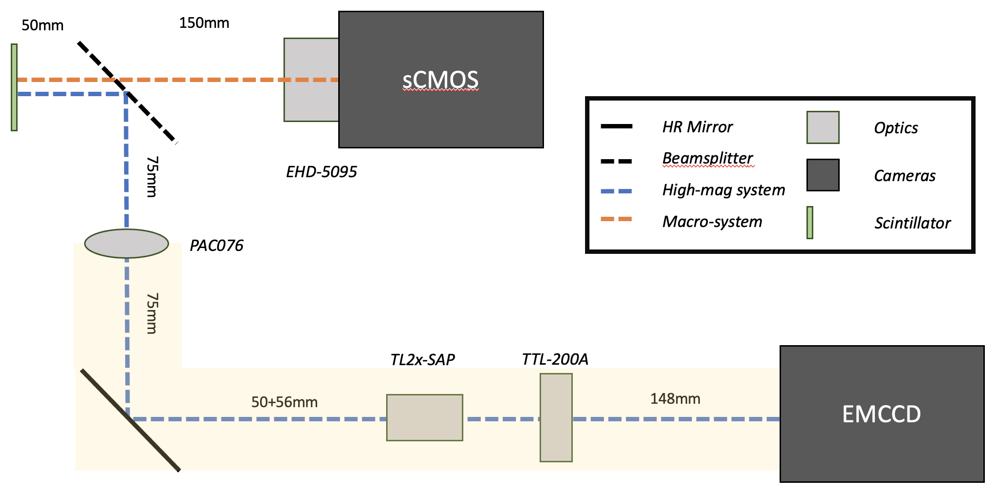 50mm
150mm
sCMOS
EHD-5095
75mm
PAC076
75mm
HR Mirror
Beamsplitter
High-mag system
Macro-system
Optics
Cameras
Scintillator
TL2x-SAP
TTL-200A
50+56mm
148mm
EMCCD